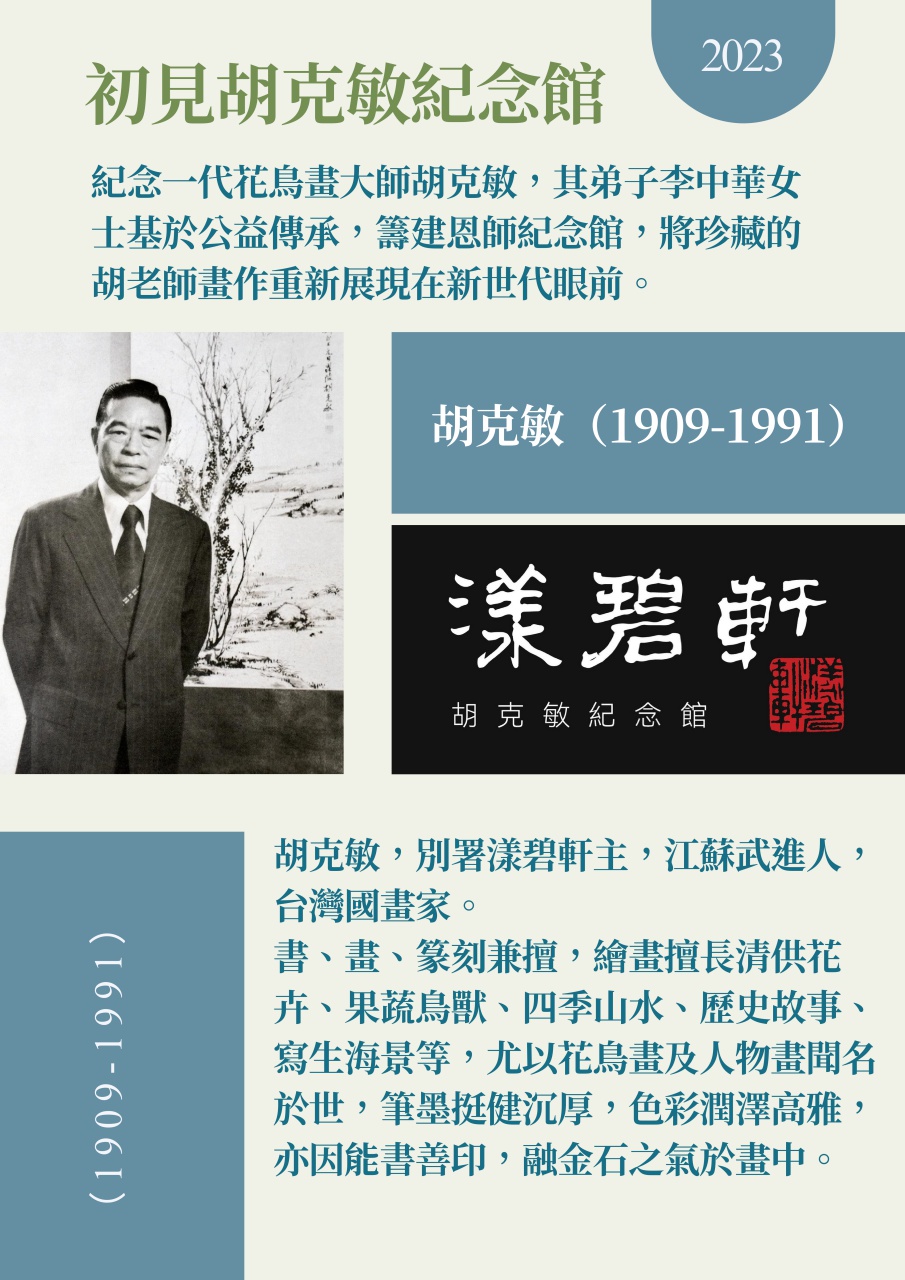 2023
初見胡克敏紀念館
紀念一代花鳥畫大師胡克敏，其弟子李中華女
士基於公益傳承，籌建恩師紀念館，將珍藏的
胡老師畫作重新展現在新世代眼前。
胡克敏（1909-1991）
漾碧軒
胡克敏紀念館
漾碧軒
（1909-1991）
胡克敏，別署漾碧軒主，江蘇武進人，
台灣國畫家。
書、畫、篆刻兼擅，繪畫擅長清供花
卉、果蔬鳥獸、四季山水、歷史故事、
寫生海景等，尤以花鳥畫及人物畫聞名
於世，筆墨挺健沉厚，色彩潤澤高雅，
亦因能書善印，融金石之氣於畫中。